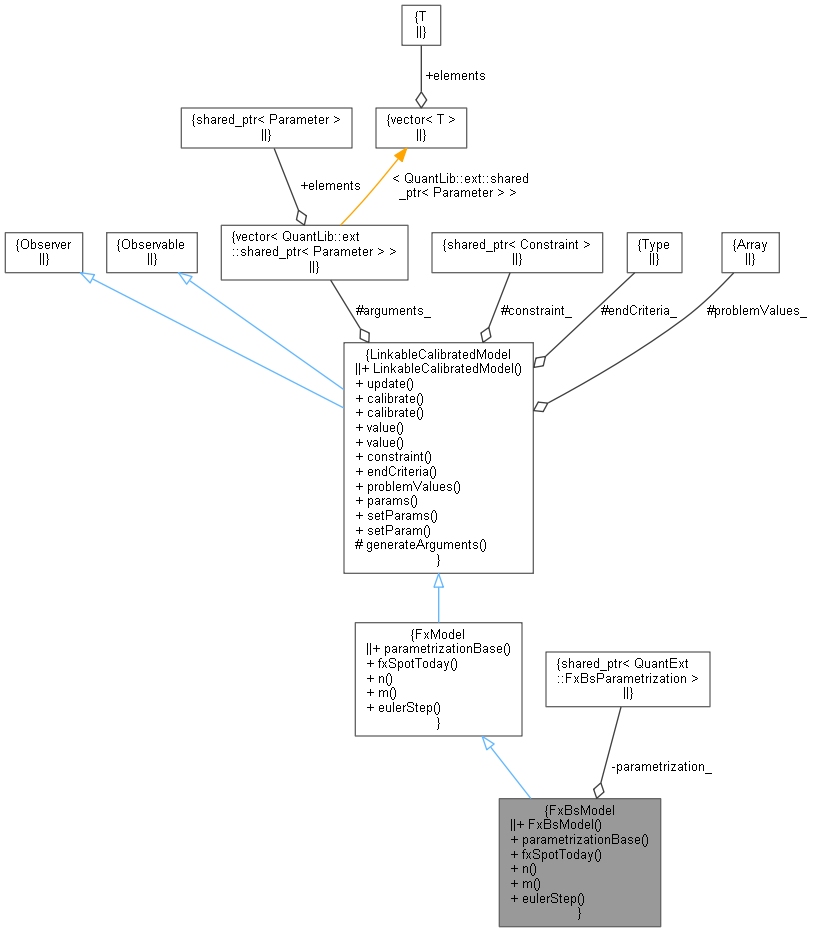 {T
||}
+elements
{shared_ptr< Parameter >
||}
{vector< T >
||}
+elements
< QuantLib::ext::shared
_ptr< Parameter > >
{Observer
||}
{Observable
||}
{vector< QuantLib::ext
::shared_ptr< Parameter > >
||}
{shared_ptr< Constraint >
||}
{Type
||}
{Array
||}
#arguments_
#constraint_
#endCriteria_
#problemValues_
{LinkableCalibratedModel
||+ LinkableCalibratedModel()
+ update()
+ calibrate()
+ calibrate()
+ value()
+ value()
+ constraint()
+ endCriteria()
+ problemValues()
+ params()
+ setParams()
+ setParam()
# generateArguments()
}
{FxModel
||+ parametrizationBase()
+ fxSpotToday()
+ n()
+ m()
+ eulerStep()
}
{shared_ptr< QuantExt
::FxBsParametrization >
||}
-parametrization_
{FxBsModel
||+ FxBsModel()
+ parametrizationBase()
+ fxSpotToday()
+ n()
+ m()
+ eulerStep()
}